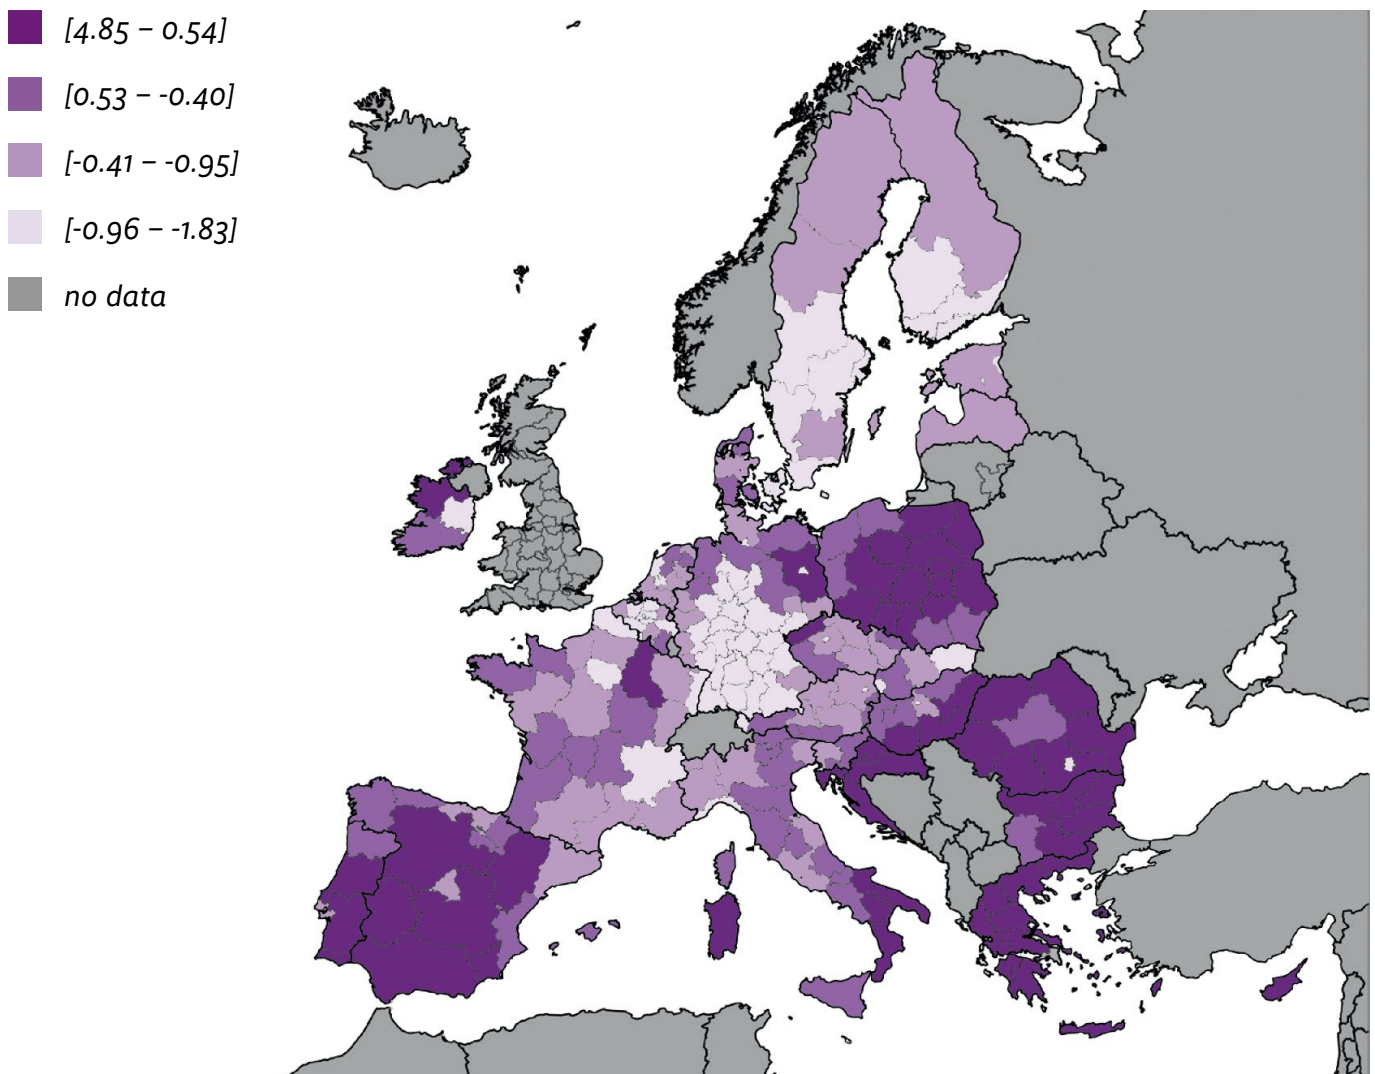 [4.85 – 0.54]
[0.53 – -0.40]
[-0.41 – -0.95]
[-0.96 – -1.83]
no data